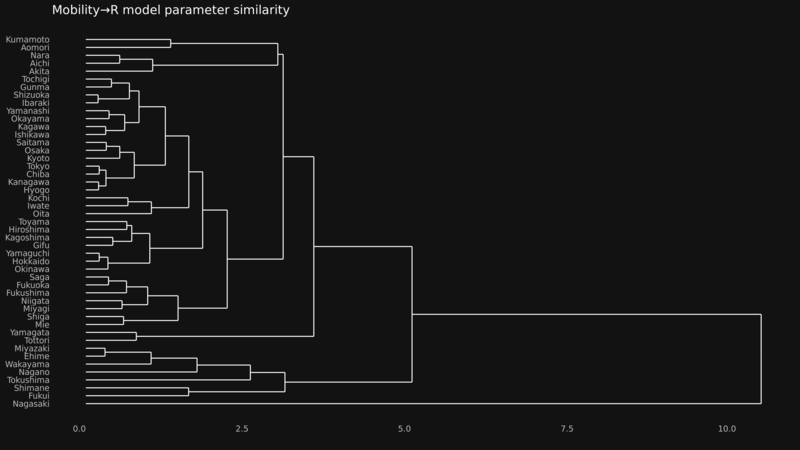 Mobility→R model parameter similarity
Kumamoto
Aomori
Nara
Aichi
Akita
Tochigi
Gunma
Shizuoka
Ibaraki
Yamanashi
Okayama
Kagawa
Ishikawa
Saitama
Osaka
Kyoto
Tokyo
Chiba
Kanagawa
Hyogo
Kochi
Iwate
Oita
Toyama
Hiroshima
Kagoshima
Gifu
Yamaguchi
Hokkaido
Okinawa
Saga
Fukuoka
Fukushima
Niigata
Miyagi
Shiga
Mie
Yamagata
Tottori
Miyazaki
Ehime
Wakayama
Nagano
Tokushima
Shimane
Fukui
Nagasaki
0.0 2.5 5.0 7.5 10.0